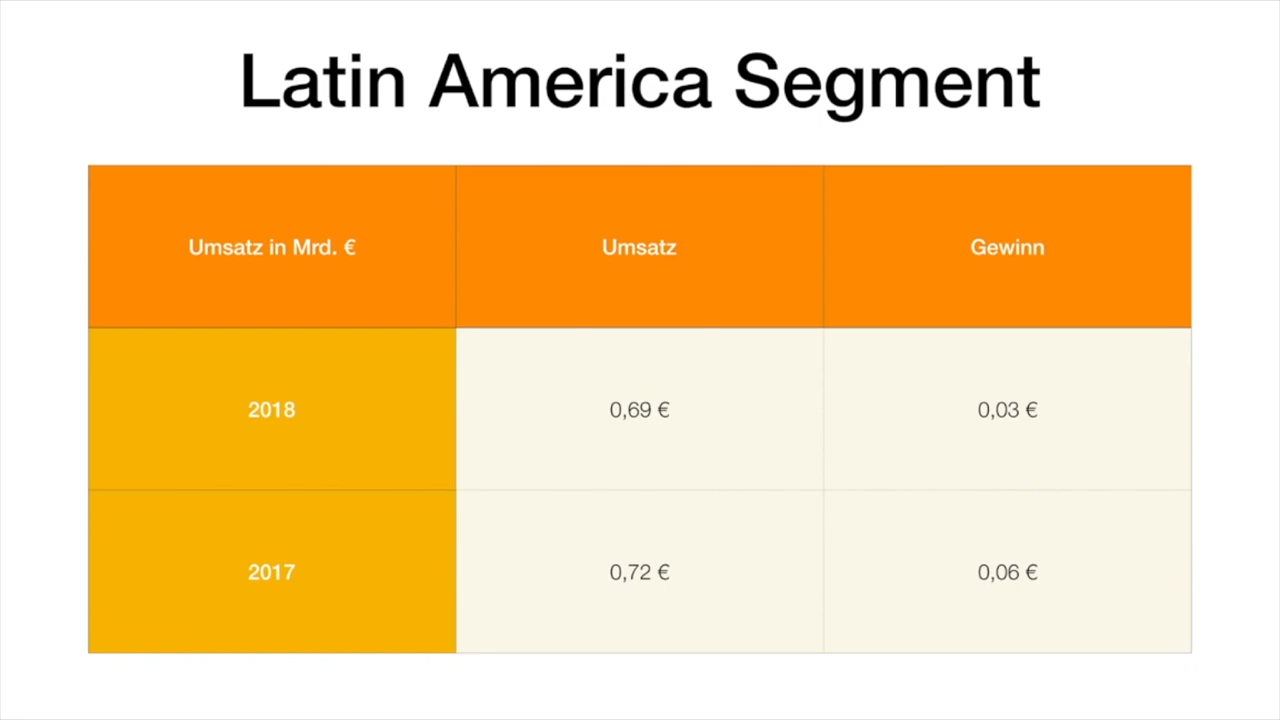 Latin America Segment
Umsatz in Mrd. € Umsatz Gewinn
2018 0,69 € 0,03 €
2017 0,72 € 0,06 €